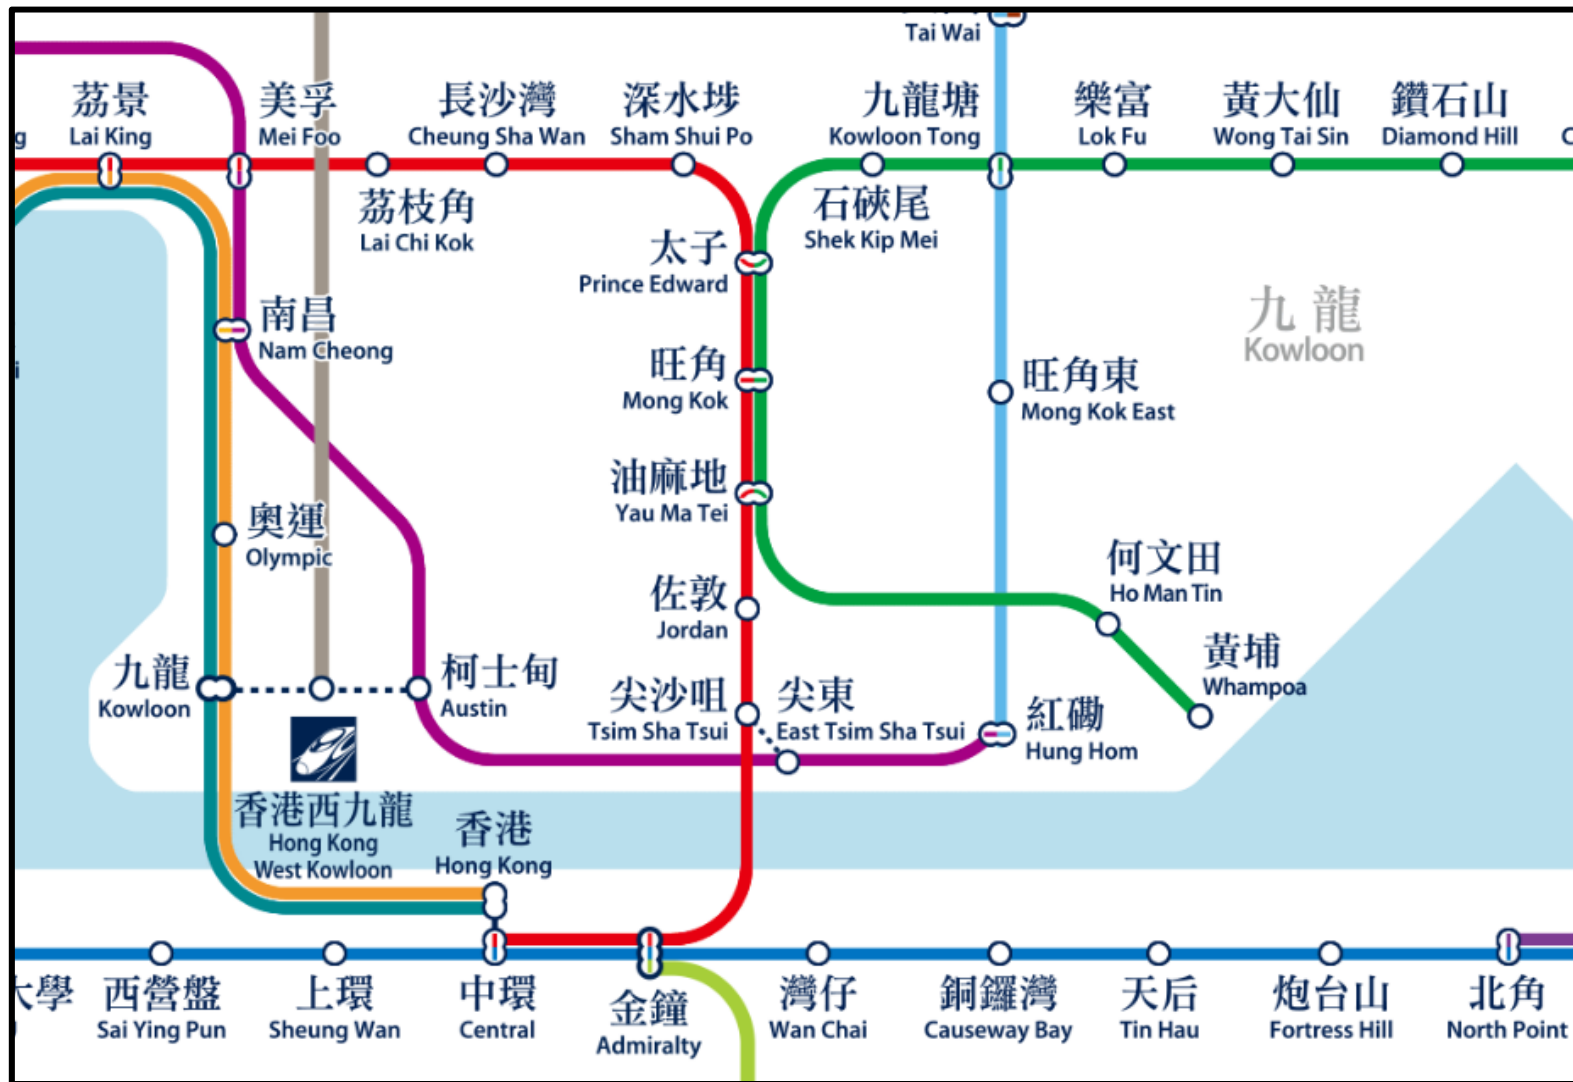 Tai Wai
荔景
Lai King
美孚
Mei Foo
長沙灣
Cheung Sha Wan
深水埗
Sham Shui Po
九龍塘
Kowloon Tong
樂富
Lok Fu
黃大仙
Wong Tai Sin
鑽石山
Diamond Hill
荔枝角
Lai Chi Kok
石硤尾
Shek Kip Mei
太子
Prince Edward
南昌
Nam Cheong
九龍
Kowloon
旺角
Mong Kok
旺角東
Mong Kok East
油麻地
Yau Ma Tei
奧運
Olympic
何文田
Ho Man Tin
佐敦
Jordan
黃埔
Whampoa
九龍
Kowloon
柯士甸
Austin
尖沙咀
Tsim Sha Tsui
尖東
East Tsim Sha Tsui
紅磡
Hung Hom
香港西九龍
Hong Kong
West Kowloon
香港
Hong Kong
大學
西營盤
Sai Ying Pun
上環
Sheung Wan
中環
Central
金鐘
Admiralty
灣仔
Wan Chai
銅鑼灣
Causeway Bay
天后
Tin Hau
炮台山
Fortress Hill
北角
North Point